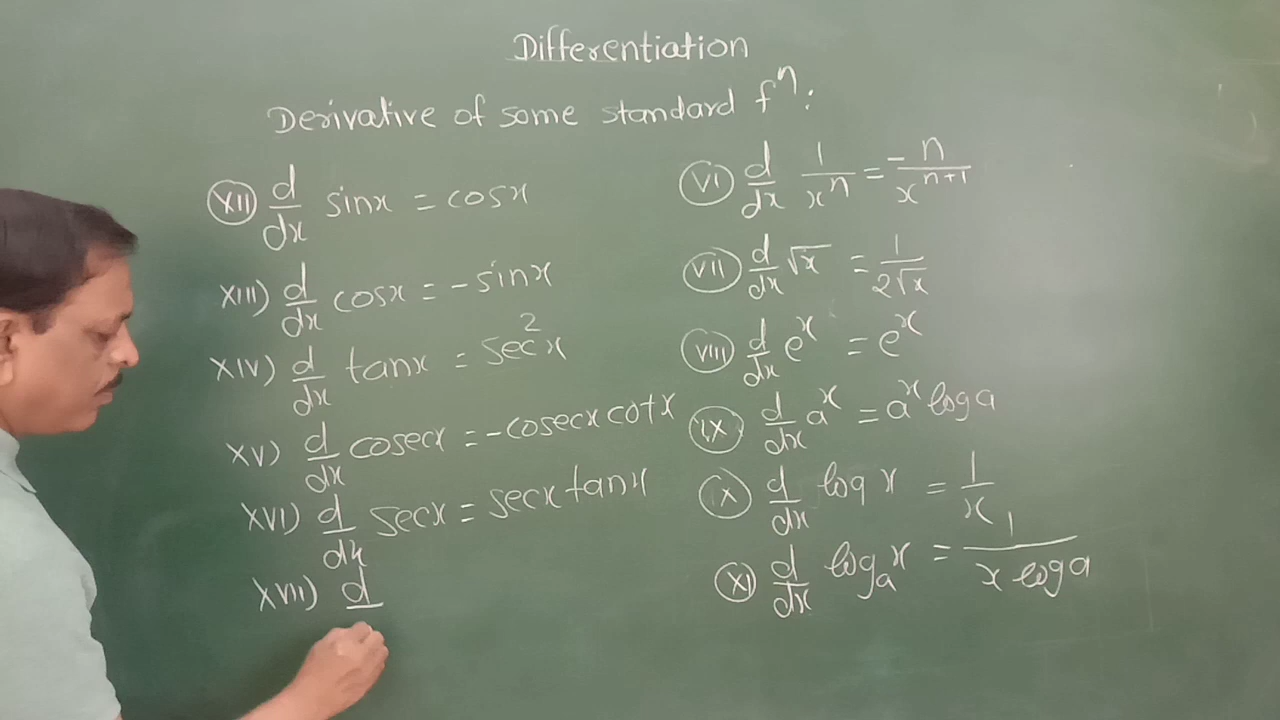 Differentiation
Derivative of some standard fⁿ:
XII d/dx sinx = cosx
XIII) d/dx cosx = -sinx
XIV) d/dx tanx = sec²x
XV) d/dx cosecx = -cosecx cotx
XVI) d/dx secx = secx tanx
XVII) d
VI d/dx 1/xⁿ = -n/xⁿ⁺¹
VII d/dx √x = 1/2√x
VIII d/dx eˣ = eˣ
IX d/dx aˣ = aˣ log a
X d/dx log x = 1/x
XI d/dx logₐx = 1/x log a